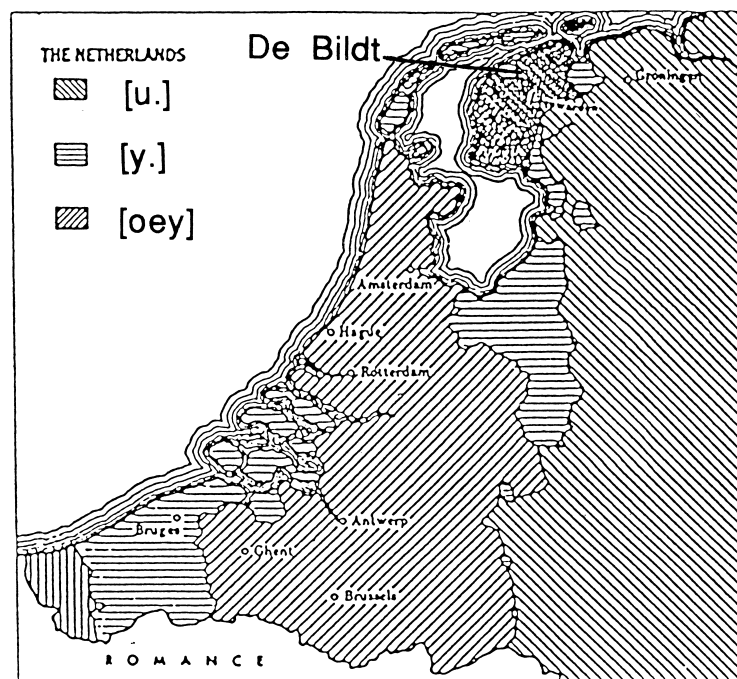 De Bildt
THE NETHERLANDS
[u.]
[y.]
[oey]
Groningen
Amsterdam
Hague
Rotterdam
Antwerp
Bruges
Ghent
Brussels
ROMANCE